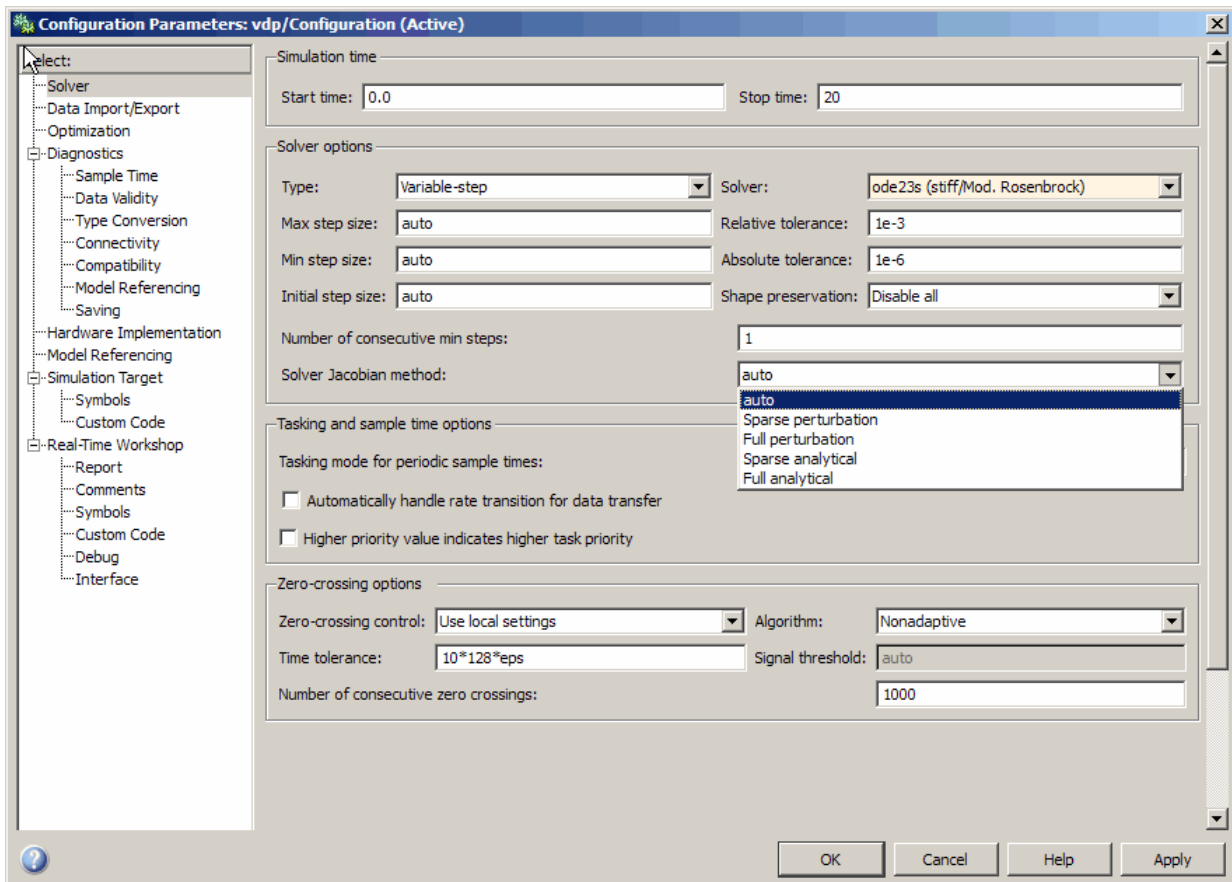 Configuration Parameters: vdp/Configuration (Active)
elect:
Solver
Data Import/Export
Optimization
Diagnostics
Sample Time
Data Validity
Type Conversion
Connectivity
Compatibility
Model Referencing
Saving
Hardware Implementation
Model Referencing
Simulation Target
Symbols
Custom Code
Real-Time Workshop
Report
Comments
Symbols
Custom Code
Debug
Interface
Simulation time
Start time: 0.0 Stop time: 20
Solver options
Type: Variable-step Solver: ode23s (stiff/Mod. Rosenbrock)
Max step size: auto Relative tolerance: 1e-3
Min step size: auto Absolute tolerance: 1e-6
Initial step size: auto Shape preservation: Disable all
Number of consecutive min steps: 1
Solver Jacobian method: auto
auto
Sparse perturbation
Full perturbation
Sparse analytical
Full analytical
Tasking and sample time options
Tasking mode for periodic sample times:
Automatically handle rate transition for data transfer
Higher priority value indicates higher task priority
Zero-crossing options
Zero-crossing control: Use local settings Algorithm: Nonadaptive
Time tolerance: 10*128*eps Signal threshold: auto
Number of consecutive zero crossings: 1000
OK Cancel Help Apply